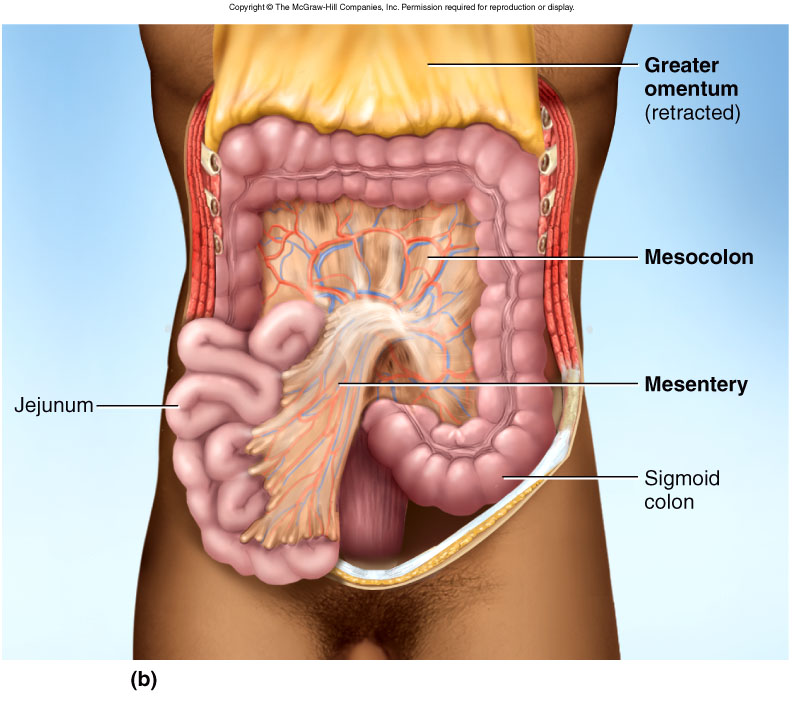 Copyright © The McGraw-Hill Companies, Inc. Permission required for reproduction or display.
Greater
omentum
(retracted)
Mesocolon
Mesentery
Jejunum
Sigmoid
colon
(b)